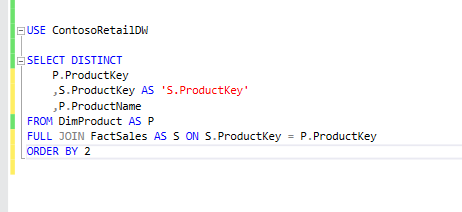 USE ContosoRetailDW
SELECT DISTINCT
P.ProductKey
,S.ProductKey AS 'S.ProductKey'
,P.ProductName
FROM DimProduct AS P
FULL JOIN FactSales AS S ON S.ProductKey = P.ProductKey
ORDER BY 2